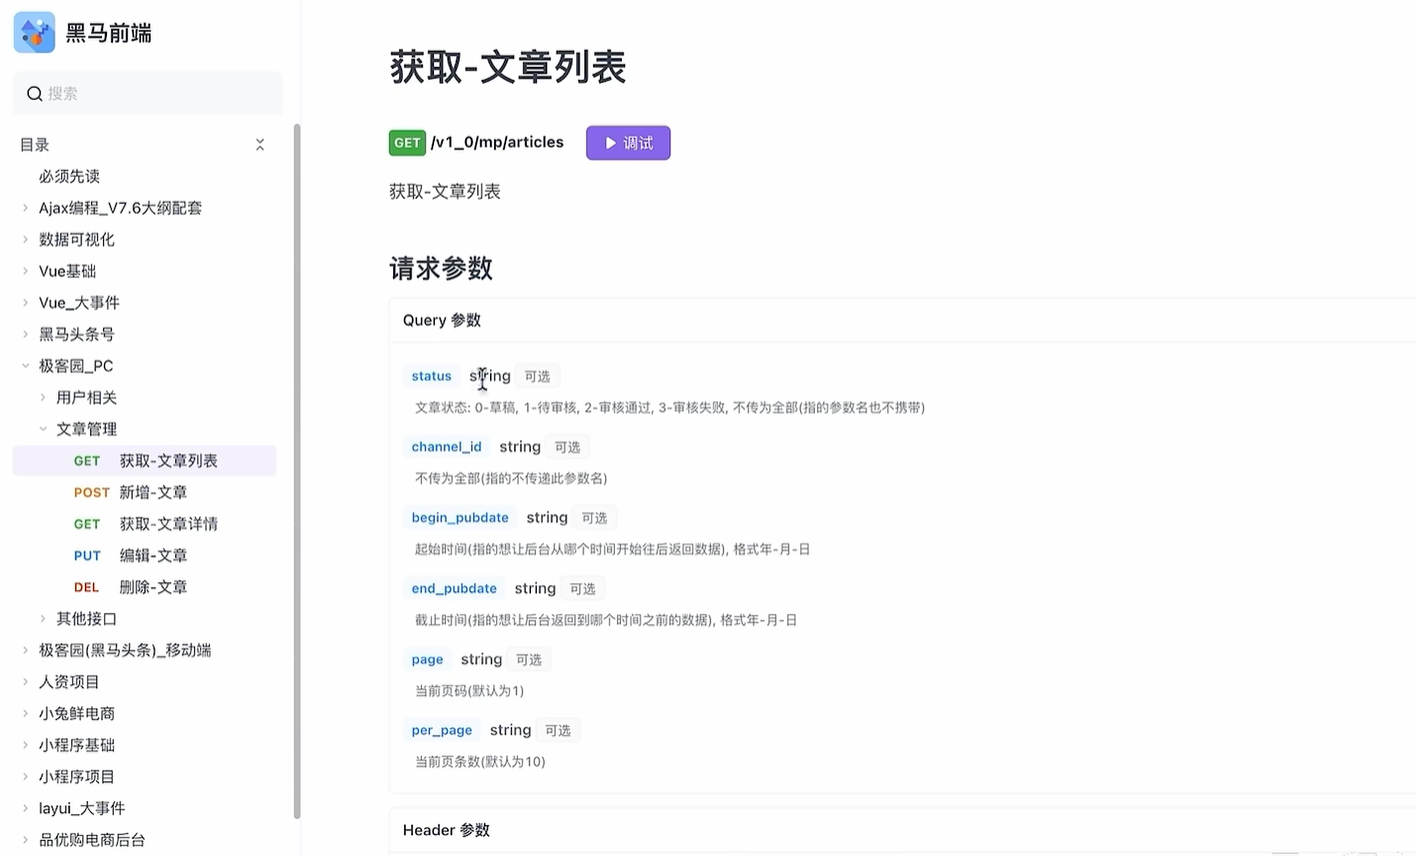 黑马前端
搜索
目录
必须先读
Ajax编程_V7.6大纲配套
数据可视化
Vue基础
Vue_大事件
黑马头条号
极客园_PC
用户相关
文章管理
GET 获取-文章列表
POST 新增-文章
GET 获取-文章详情
PUT 编辑-文章
DEL 删除-文章
其他接口
极客园(黑马头条)_移动端
人资项目
小兔鲜电商
小程序基础
小程序项目
layui_大事件
品优购电商后台
获取-文章列表
GET /v1_0/mp/articles 调试
获取-文章列表
请求参数
Query 参数
status string 可选
文章状态: 0-草稿, 1-待审核, 2-审核通过, 3-审核失败, 不传为全部(指的参数名也不携带)
channel_id string 可选
不传为全部(指的不传递此参数名)
begin_pubdate string 可选
起始时间(指的想让后台从哪个时间开始往后返回数据), 格式年-月-日
end_pubdate string 可选
截止时间(指的想让后台返回到哪个时间之前的数据), 格式年-月-日
page string 可选
当前页码(默认为1)
per_page string 可选
当前页条数(默认为10)
Header 参数